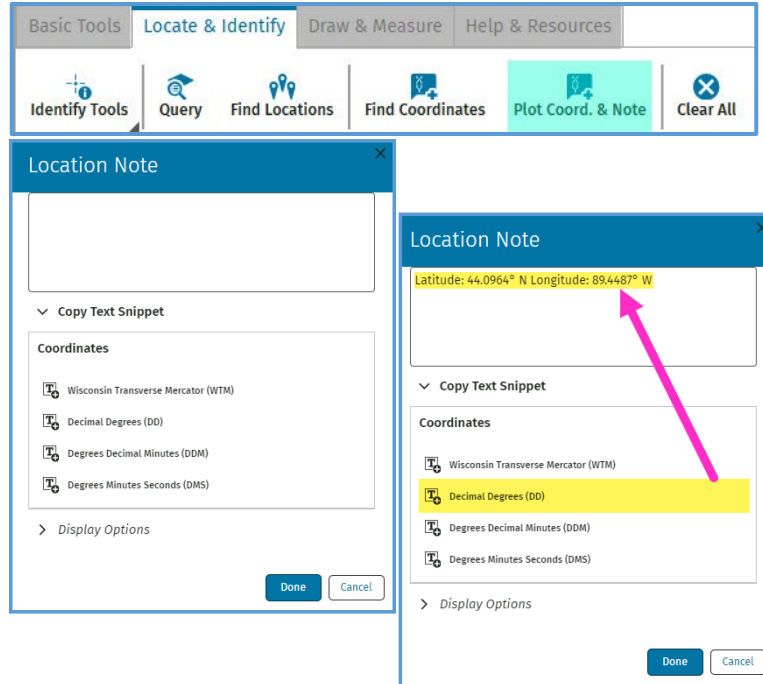 Basic Tools Locate & Identify Draw & Measure Help & Resources
Identify Tools Query Find Locations Find Coordinates Plot Coord. & Note Clear All
Location Note
Copy Text Snippet
Coordinates
Wisconsin Transverse Mercator (WTM)
Decimal Degrees (DD)
Degrees Decimal Minutes (DDM)
Degrees Minutes Seconds (DMS)
Display Options
Done Cancel
Location Note
Latitude: 44.0964° N Longitude: 89.4487° W
Copy Text Snippet
Coordinates
Wisconsin Transverse Mercator (WTM)
Decimal Degrees (DD)
Degrees Decimal Minutes (DDM)
Degrees Minutes Seconds (DMS)
Display Options
Done Cancel